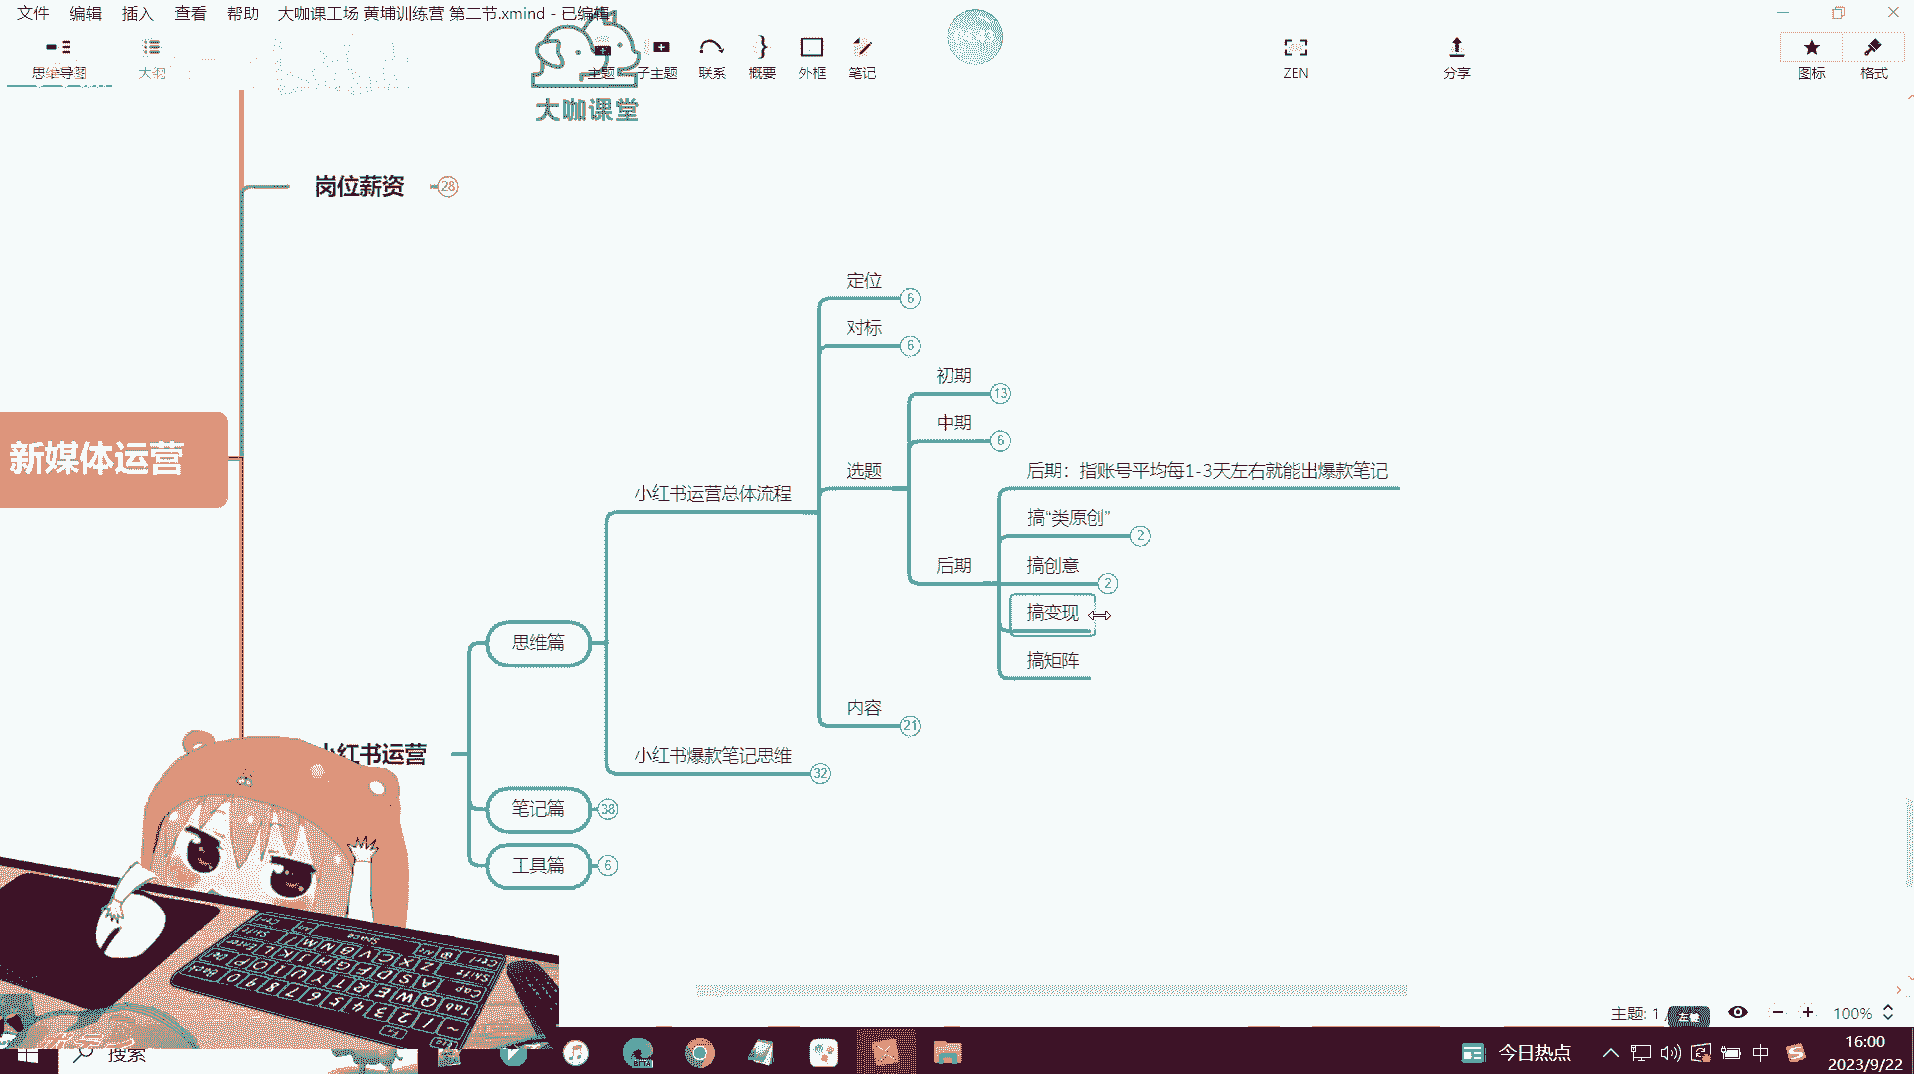 文件 编辑 插入 查看 帮助 大咖课工场 黄埔训练营 第二节.xmind - 已编辑
思维导图 大纲 主题 子主题 联系 概要 外框 笔记 ZEN 分享 图标 格式
大咖课堂
岗位薪资 28
定位 6
对标 6
初期 13
中期 6
选题
后期：指账号平均每1-3天左右就能出爆款笔记
新媒体运营
小红书运营总体流程
搞“类原创” 2
后期
搞创意 2
搞变现
思维篇
搞矩阵
内容 21
小红书运营
小红书爆款笔记思维 32
笔记篇 38
工具篇 6
主题: 1 / 100%
搜索
今日热点
中
16:00
2023/9/22